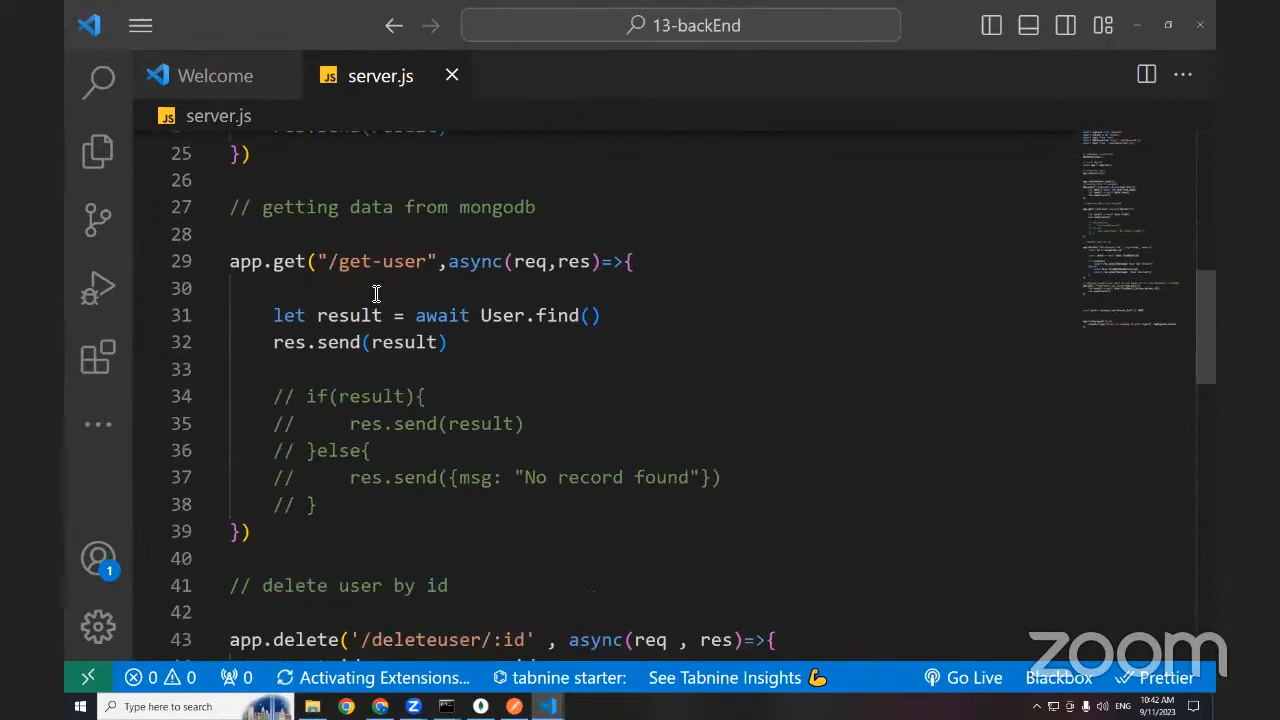 13-backEnd
Welcome
JS server.js
JS server.js
25 })
26
27 // getting data from mongodb
28
29 app.get("/get-user",async(req,res)=>{
30
31 let result = await User.find()
32 res.send(result)
33
34 // if(result){
35 //     res.send(result)
36 // }else{
37 //     res.send({msg: "No record found"})
38 // }
39 })
40
41 // delete user by id
42
43 app.delete('/deleteuser/:id' , async(req , res)=>{
1
zoom
0 0 0 Activating Extensions... tabnine starter: See Tabnine Insights Go Live Blackbox Prettier
Type here to search
ENG
10:42 AM
9/11/2023